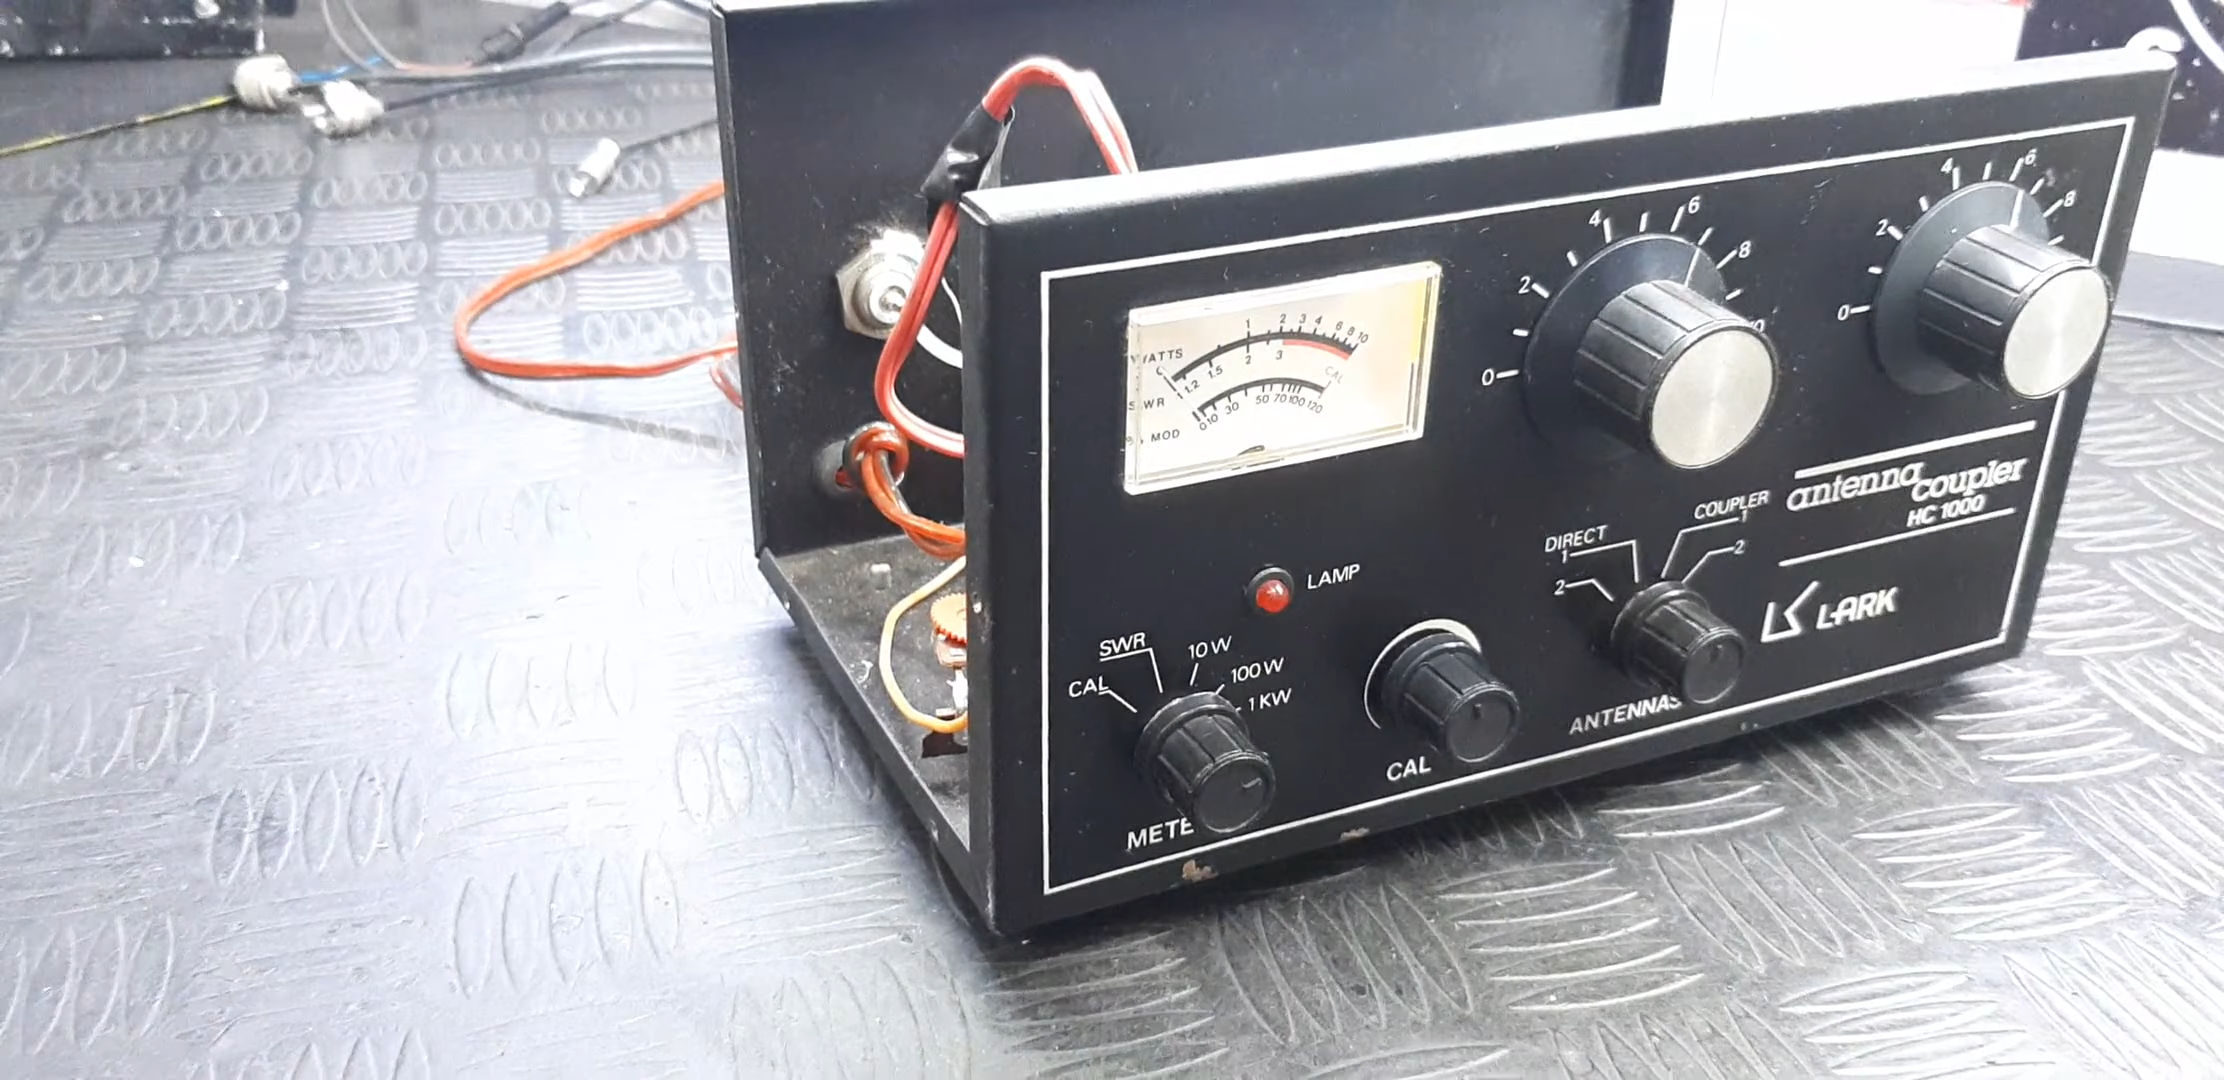 WATTS
1 2 3 4 6 8 10
1.2 1.5 2 3
SWR
CAL
0 10 30 50 70 100 120
% MOD
0 2 4 6 8 10
0 2 4 6 8
antenna coupler
HC 1000
LARK
LAMP
DIRECT
1
2
COUPLER
1
2
ANTENNAS
SWR
CAL
10 W
100 W
1 KW
METE
CAL